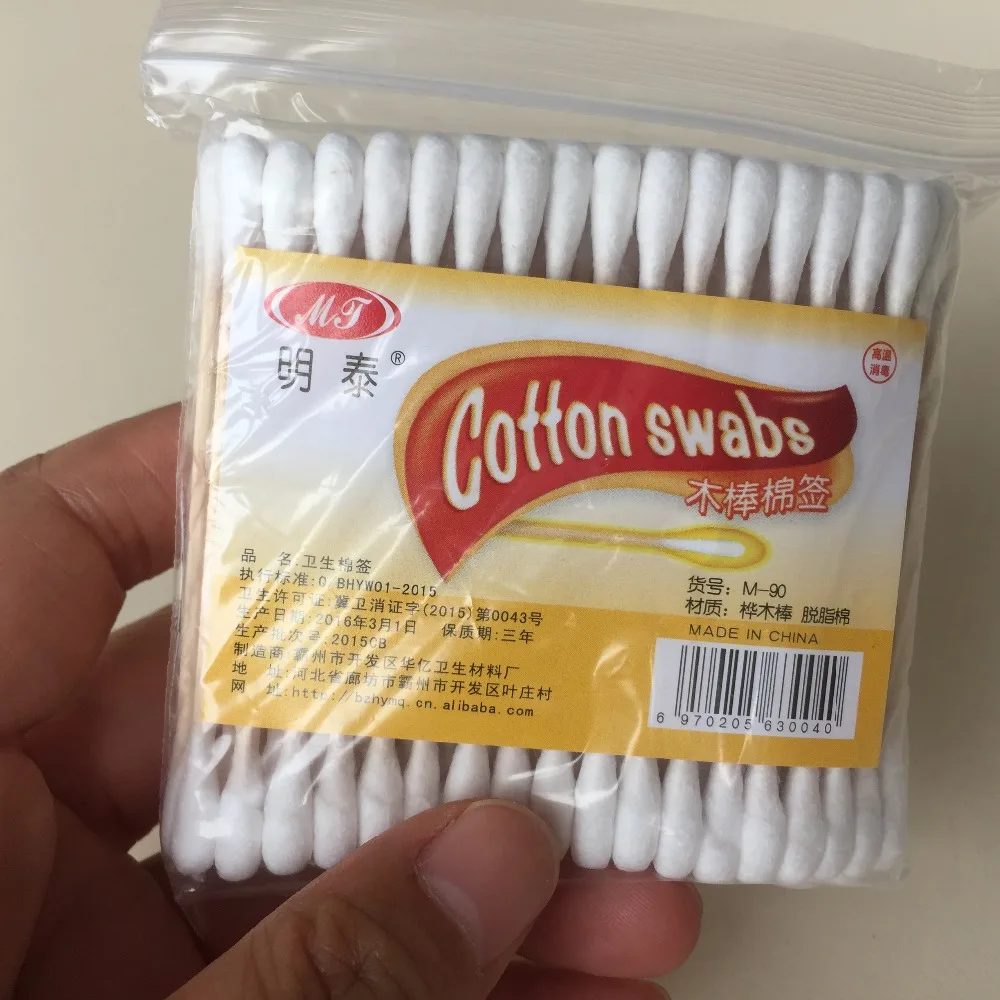 MT
明泰®
高温
消毒
Cotton swabs
木棒棉签
品 名:卫生棉签
执行标准:Q BHYW01-2015
卫生许可证:冀卫消证字(2015)第0043号
生产日期:2016年3月1日 保质期:三年
生产批次号:2015CB
制造商:霸州市开发区华亿卫生材料厂
地 址:河北省廊坊市霸州市开发区叶庄村
网 址:http://bzhymq.cn.alibaba.com
货号: M-90
材质: 桦木棒 脱脂棉
MADE IN CHINA
6 970205 630040